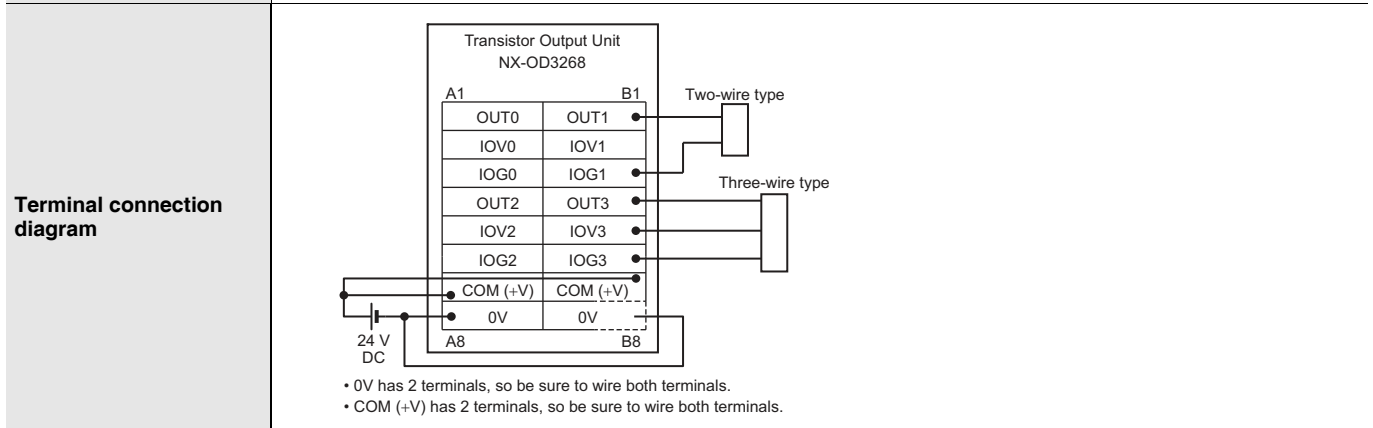 Terminal connection
diagram
Transistor Output Unit
NX-OD3268
A1 B1
Two-wire type
OUT0 OUT1
IOV0 IOV1
IOG0 IOG1
Three-wire type
OUT2 OUT3
IOV2 IOV3
IOG2 IOG3
COM (+V) COM (+V)
0V 0V
24 V
DC
A8 B8
• 0V has 2 terminals, so be sure to wire both terminals.
• COM (+V) has 2 terminals, so be sure to wire both terminals.